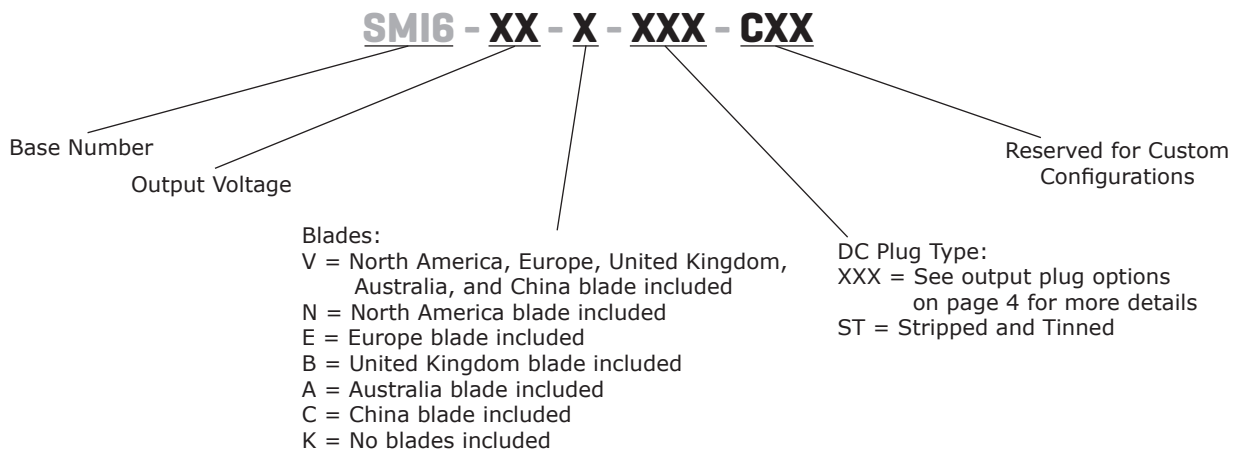 SMI6 - XX - X - XXX - CXX
Base Number
Output Voltage
Blades:
V = North America, Europe, United Kingdom,
Australia, and China blade included
N = North America blade included
E = Europe blade included
B = United Kingdom blade included
A = Australia blade included
C = China blade included
K = No blades included
DC Plug Type:
XXX = See output plug options
on page 4 for more details
ST = Stripped and Tinned
Reserved for Custom
Configurations